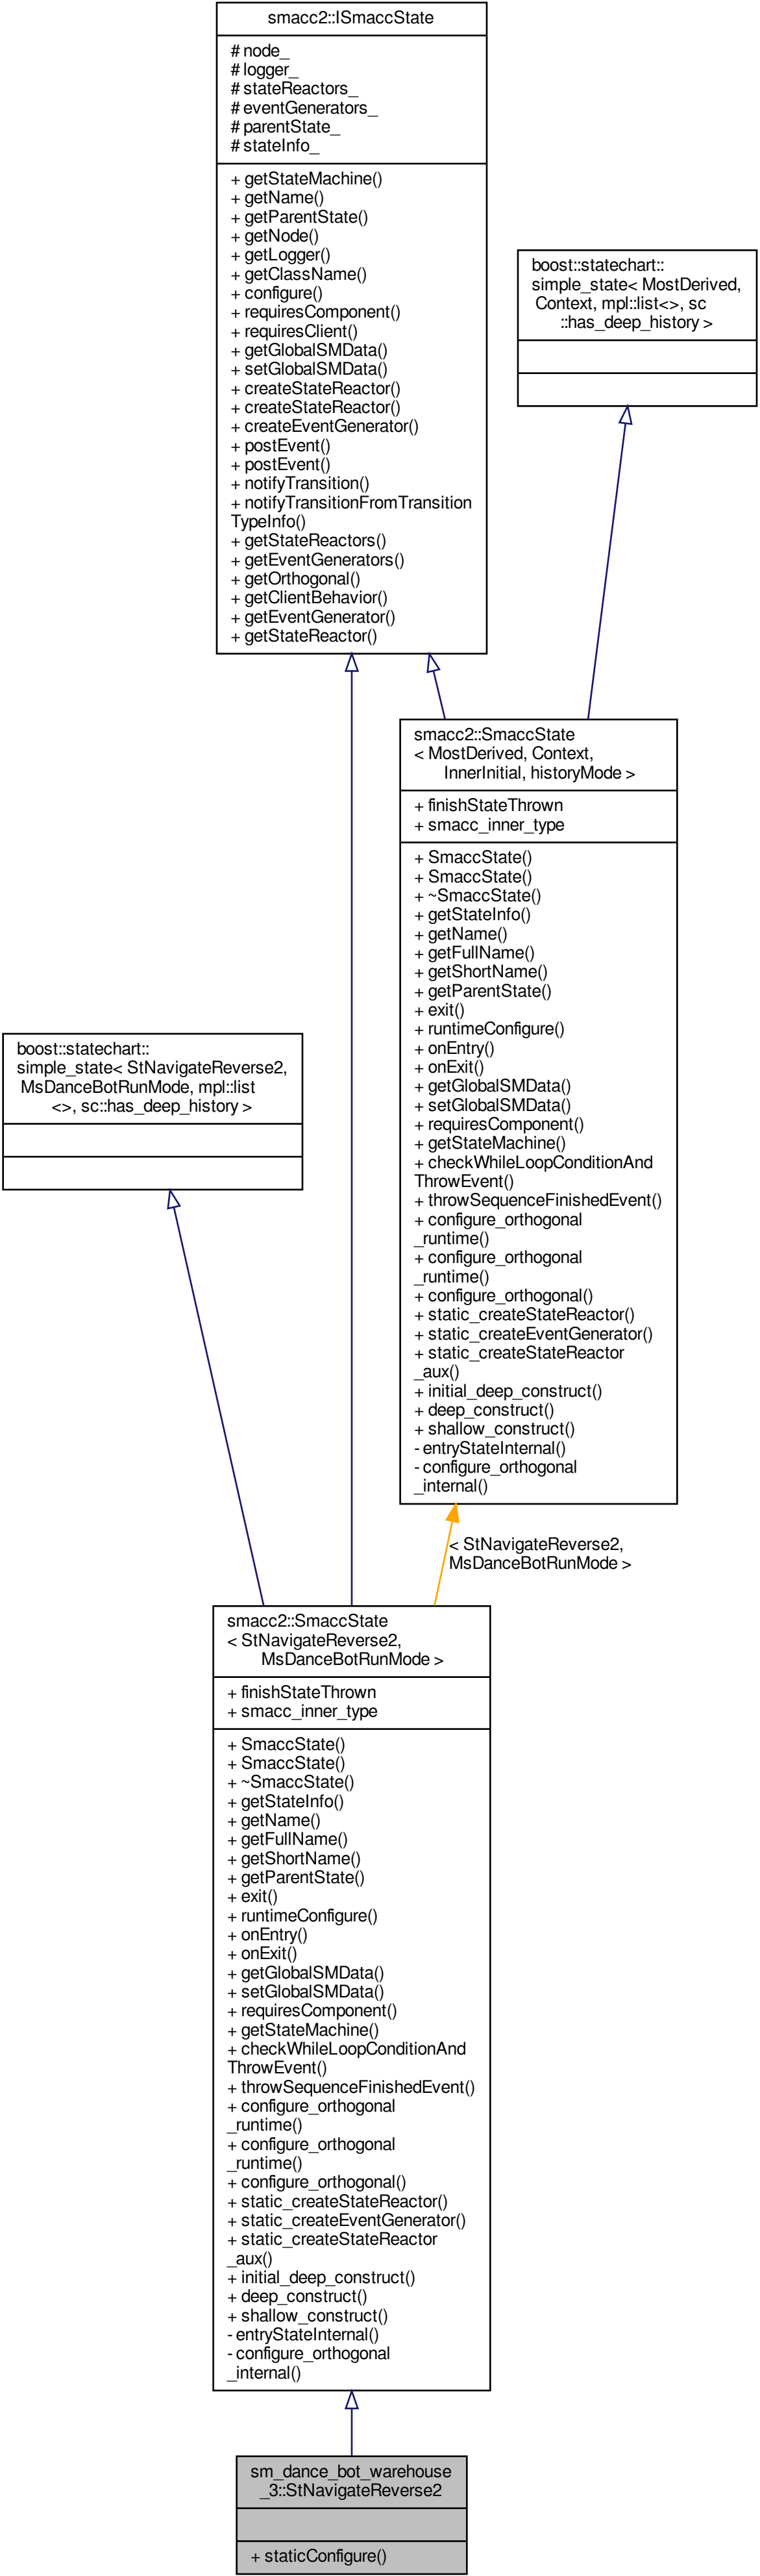 smacc2::ISmaccState
# node_
# logger_
# stateReactors_
# eventGenerators_
# parentState_
# stateInfo_
+ getStateMachine()
+ getName()
+ getParentState()
+ getNode()
+ getLogger()
+ getClassName()
+ configure()
+ requiresComponent()
+ requiresClient()
+ getGlobalSMData()
+ setGlobalSMData()
+ createStateReactor()
+ createStateReactor()
+ createEventGenerator()
+ postEvent()
+ postEvent()
+ notifyTransition()
+ notifyTransitionFromTransition
TypeInfo()
+ getStateReactors()
+ getEventGenerators()
+ getOrthogonal()
+ getClientBehavior()
+ getEventGenerator()
+ getStateReactor()
boost::statechart::
simple_state< MostDerived,
Context, mpl::list<>, sc
::has_deep_history >
smacc2::SmaccState
< MostDerived, Context,
InnerInitial, historyMode >
+ finishStateThrown
+ smacc_inner_type
+ SmaccState()
+ SmaccState()
+ ~SmaccState()
+ getStateInfo()
+ getName()
+ getFullName()
+ getShortName()
+ getParentState()
+ exit()
+ runtimeConfigure()
+ onEntry()
+ onExit()
+ getGlobalSMData()
+ setGlobalSMData()
+ requiresComponent()
+ getStateMachine()
+ checkWhileLoopConditionAnd
ThrowEvent()
+ throwSequenceFinishedEvent()
+ configure_orthogonal
_runtime()
+ configure_orthogonal
_runtime()
+ configure_orthogonal()
+ static_createStateReactor()
+ static_createEventGenerator()
+ static_createStateReactor
_aux()
+ initial_deep_construct()
+ deep_construct()
+ shallow_construct()
- entryStateInternal()
- configure_orthogonal
_internal()
boost::statechart::
simple_state< StNavigateReverse2,
MsDanceBotRunMode, mpl::list
<>, sc::has_deep_history >
< StNavigateReverse2,
MsDanceBotRunMode >
smacc2::SmaccState
< StNavigateReverse2,
MsDanceBotRunMode >
+ finishStateThrown
+ smacc_inner_type
+ SmaccState()
+ SmaccState()
+ ~SmaccState()
+ getStateInfo()
+ getName()
+ getFullName()
+ getShortName()
+ getParentState()
+ exit()
+ runtimeConfigure()
+ onEntry()
+ onExit()
+ getGlobalSMData()
+ setGlobalSMData()
+ requiresComponent()
+ getStateMachine()
+ checkWhileLoopConditionAnd
ThrowEvent()
+ throwSequenceFinishedEvent()
+ configure_orthogonal
_runtime()
+ configure_orthogonal
_runtime()
+ configure_orthogonal()
+ static_createStateReactor()
+ static_createEventGenerator()
+ static_createStateReactor
_aux()
+ initial_deep_construct()
+ deep_construct()
+ shallow_construct()
- entryStateInternal()
- configure_orthogonal
_internal()
sm_dance_bot_warehouse
_3::StNavigateReverse2
+ staticConfigure()